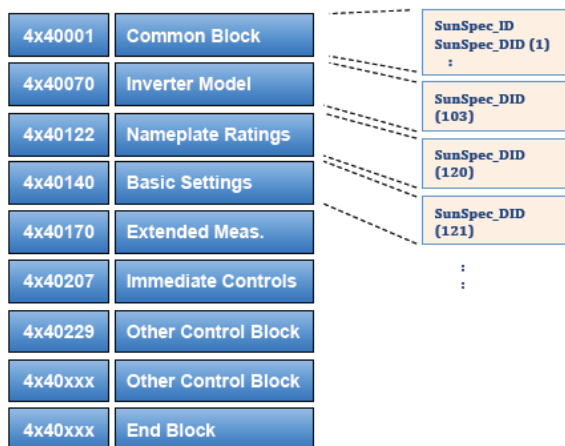 4x40001 Common Block
4x40070 Inverter Model
4x40122 Nameplate Ratings
4x40140 Basic Settings
4x40170 Extended Meas.
4x40207 Immediate Controls
4x40229 Other Control Block
4x40xxx Other Control Block
4x40xxx End Block
SunSpec_ID
SunSpec_DID (1)
:
SunSpec_DID
(103)
SunSpec_DID
(120)
SunSpec_DID
(121)
:
: